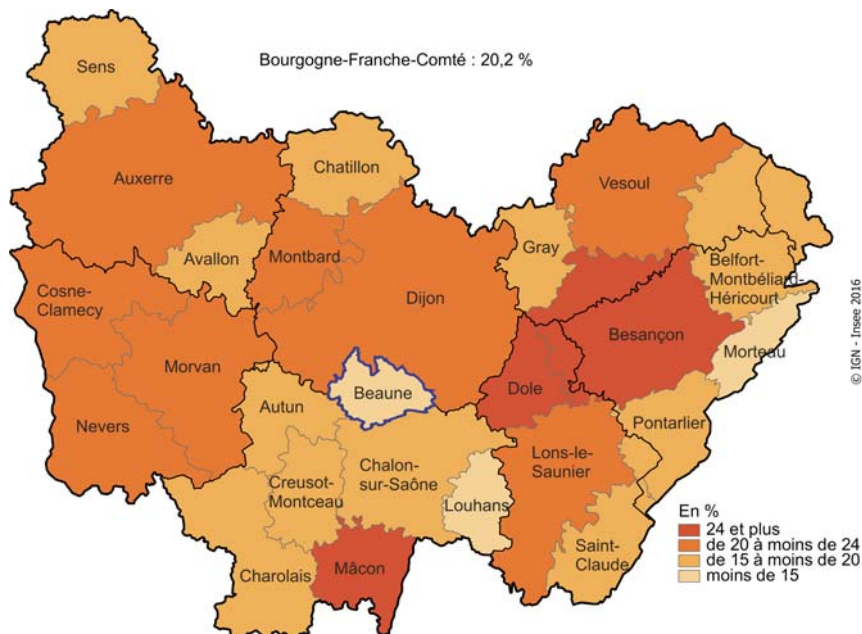 Sens
Bourgogne-Franche-Comté : 20,2 %
Auxerre
Chatillon
Vesoul
Avallon
Montbard
Gray
Belfort-
Montbéliard-
Héricourt
Cosne-
Clamecy
Dijon
Besançon
Morteau
Morvan
Beaune
Dole
Autun
Nevers
Pontarlier
Lons-le-
Saunier
Chalon-
sur-Saône
Creusot-
Montceau
Louhans
Saint-
Claude
Charolais
Mâcon
En %
24 et plus
de 20 à moins de 24
de 15 à moins de 20
moins de 15
© IGN - Insee 2016